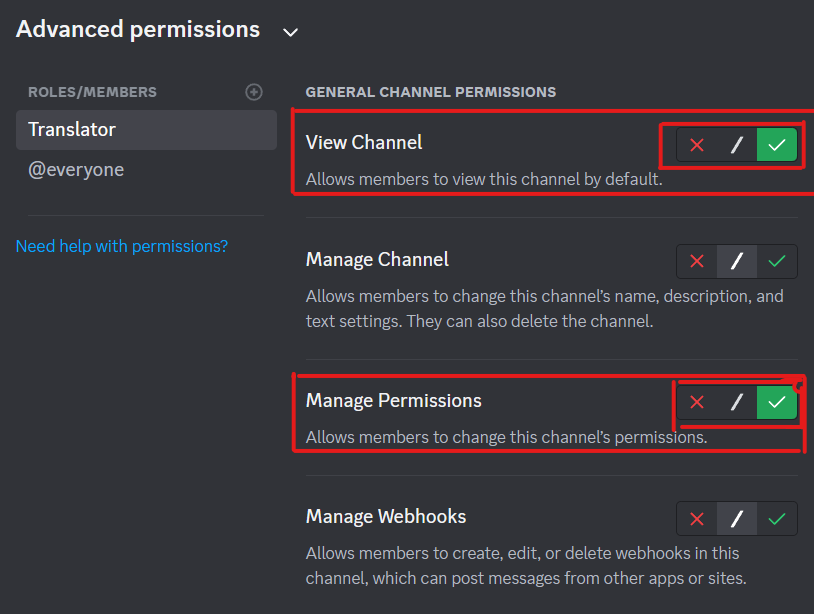 Advanced permissions
ROLES/MEMBERS
Translator
@everyone
Need help with permissions?
GENERAL CHANNEL PERMISSIONS
View Channel
Allows members to view this channel by default.
Manage Channel
Allows members to change this channel’s name, description, and
text settings. They can also delete the channel.
Manage Permissions
Allows members to change this channel’s permissions.
Manage Webhooks
Allows members to create, edit, or delete webhooks in this
channel, which can post messages from other apps or sites.